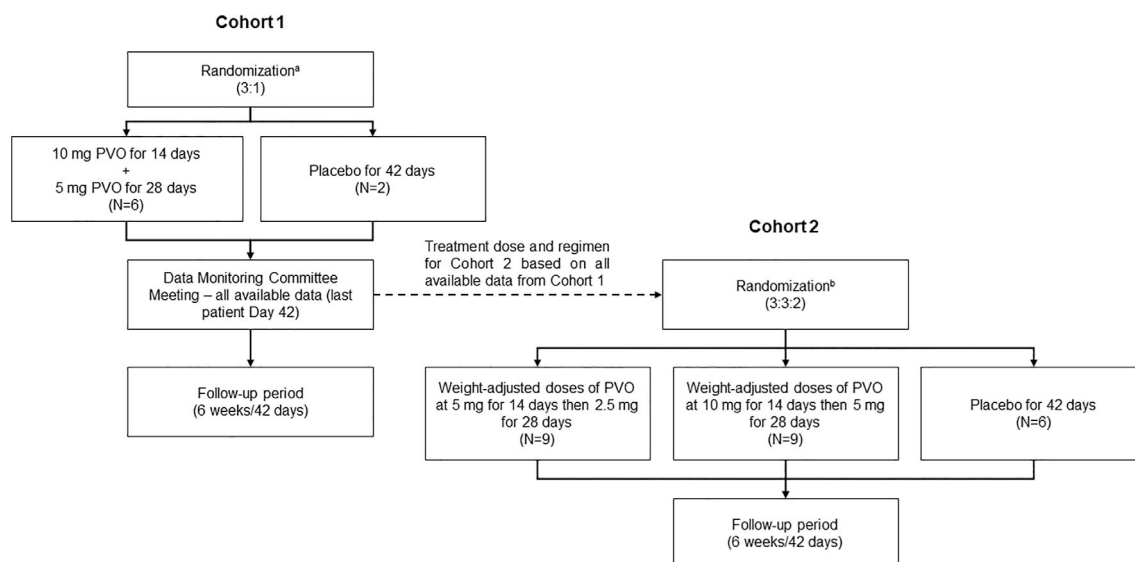 Cohort 1
Randomizationᵃ
(3:1)
10 mg PVO for 14 days
+
5 mg PVO for 28 days
(N=6)
Placebo for 42 days
(N=2)
Data Monitoring Committee
Meeting – all available data (last
patient Day 42)
Follow-up period
(6 weeks/42 days)
Treatment dose and regimen
for Cohort 2 based on all
available data from Cohort 1
Cohort 2
Randomizationᵇ
(3:3:2)
Weight-adjusted doses of PVO
at 5 mg for 14 days then 2.5 mg
for 28 days
(N=9)
Weight-adjusted doses of PVO
at 10 mg for 14 days then 5 mg
for 28 days
(N=9)
Placebo for 42 days
(N=6)
Follow-up period
(6 weeks/42 days)